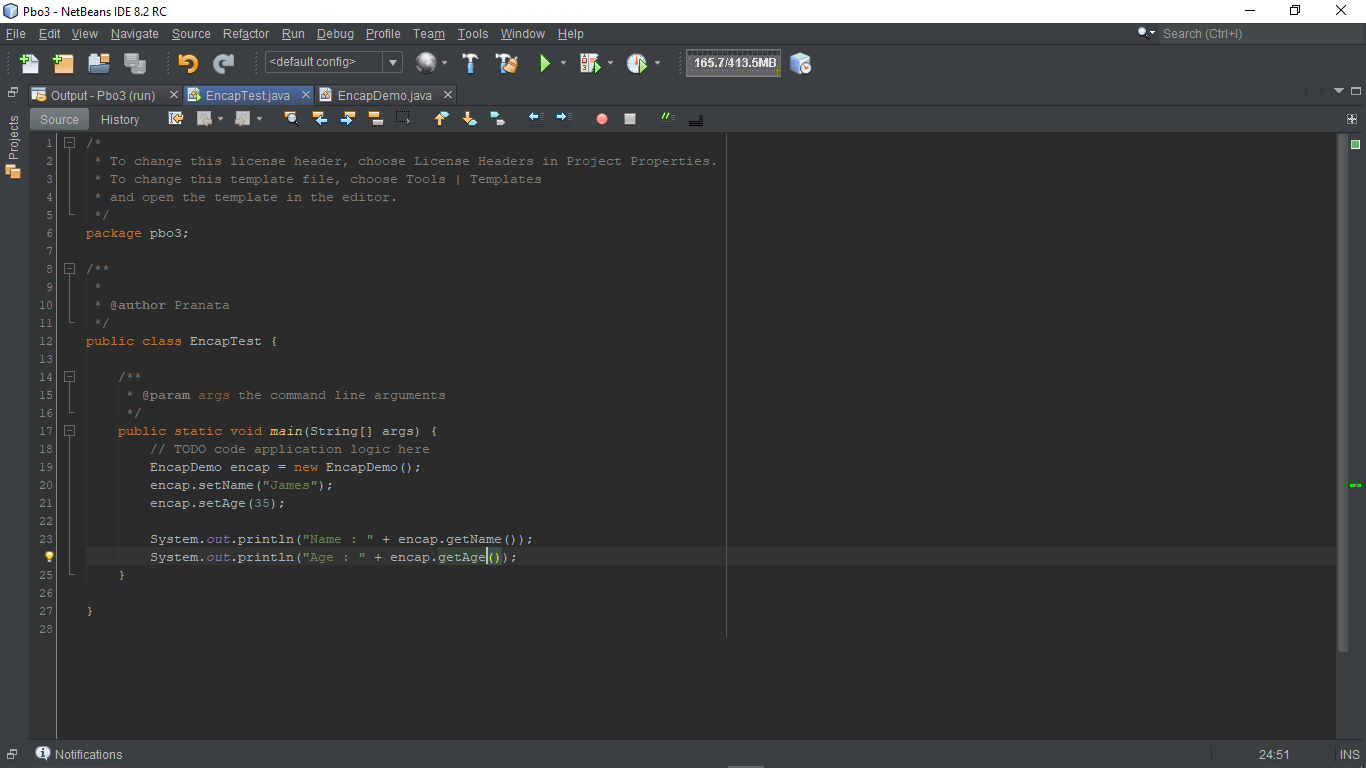 Pbo3 - NetBeans IDE 8.2 RC
File Edit View Navigate Source Refactor Run Debug Profile Team Tools Window Help
Search (Ctrl+I)
<default config>
165.7/413.5MB
Output - Pbo3 (run) EncapTest.java EncapDemo.java
Source History
Projects
1 /*
2 * To change this license header, choose License Headers in Project Properties.
3 * To change this template file, choose Tools | Templates
4 * and open the template in the editor.
5 */
6 package pbo3;
7
8 /**
9 *
10 * @author Pranata
11 */
12 public class EncapTest {
13
14 /**
15 * @param args the command line arguments
16 */
17 public static void main(String[] args) {
18 // TODO code application logic here
19 EncapDemo encap = new EncapDemo();
20 encap.setName("James");
21 encap.setAge(35);
22
23 System.out.println("Name : " + encap.getName());
System.out.println("Age : " + encap.getAge());
25 }
26
27 }
28
Notifications
24:51 INS